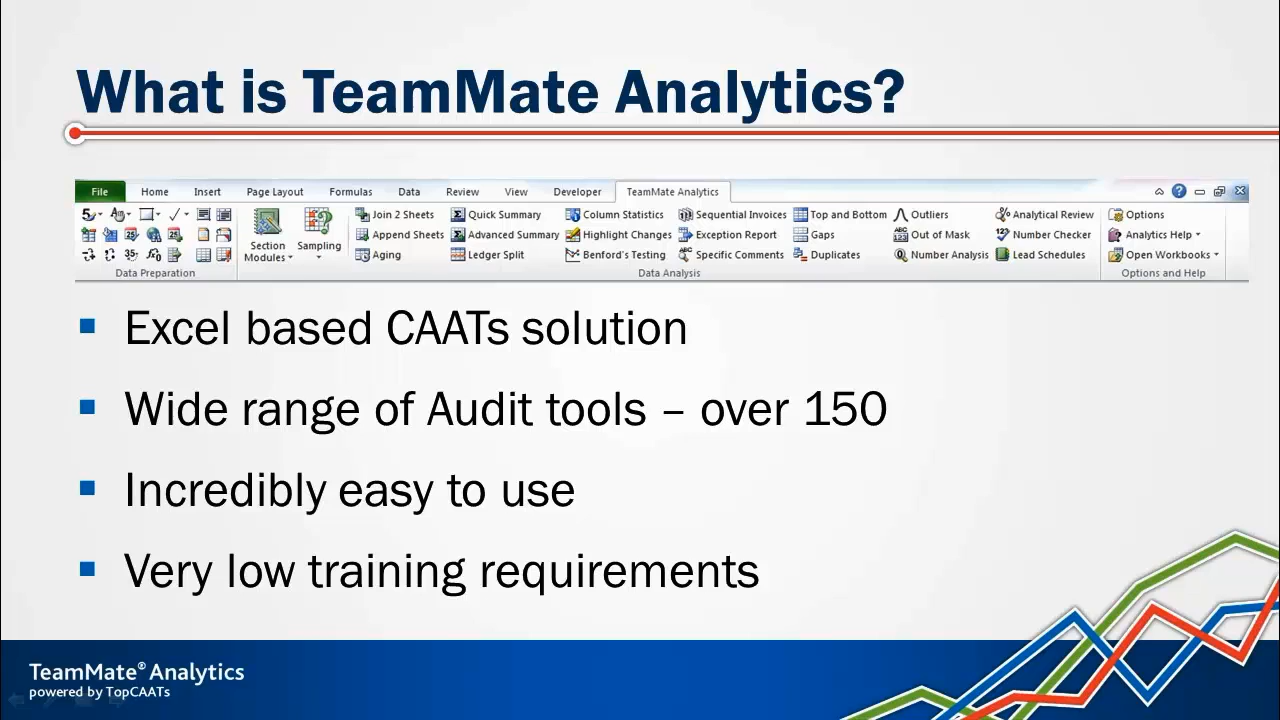 What is TeamMate Analytics?
File Home Insert Page Layout Formulas Data Review View Developer TeamMate Analytics
Join 2 Sheets Quick Summary Column Statistics Sequential Invoices Top and Bottom Outliers Analytical Review Options
Append Sheets Advanced Summary Highlight Changes Exception Report Gaps Out of Mask Number Checker Analytics Help
Section Modules Sampling
Aging Ledger Split Benford's Testing Specific Comments Duplicates Number Analysis Lead Schedules Open Workbooks
Data Preparation Data Analysis Options and Help
▪ Excel based CAATs solution
▪ Wide range of Audit tools – over 150
▪ Incredibly easy to use
▪ Very low training requirements
TeamMate® Analytics
powered by TopCAATs